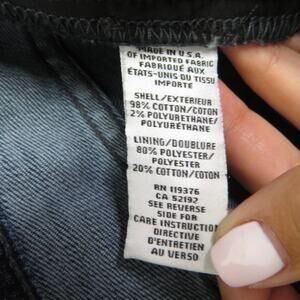 MADE IN U.S.A.
OF IMPORTED FABRIC
FABRIQUÉ AUX
ÉTATS-UNIS DU TISSU
IMPORTÉ
SHELL/EXTERIEUR
98% COTTON/COTON
2% POLYURETHANE/
POLYURÉTHANE
LINING/DOUBLURE
80% POLYESTER/
POLYESTER
20% COTTON/COTON
RN 119376
CA 52192
SEE REVERSE
SIDE FOR
CARE INSTRUCTION
DIRECTIVE
D'ENTRETIEN
AU VERSO